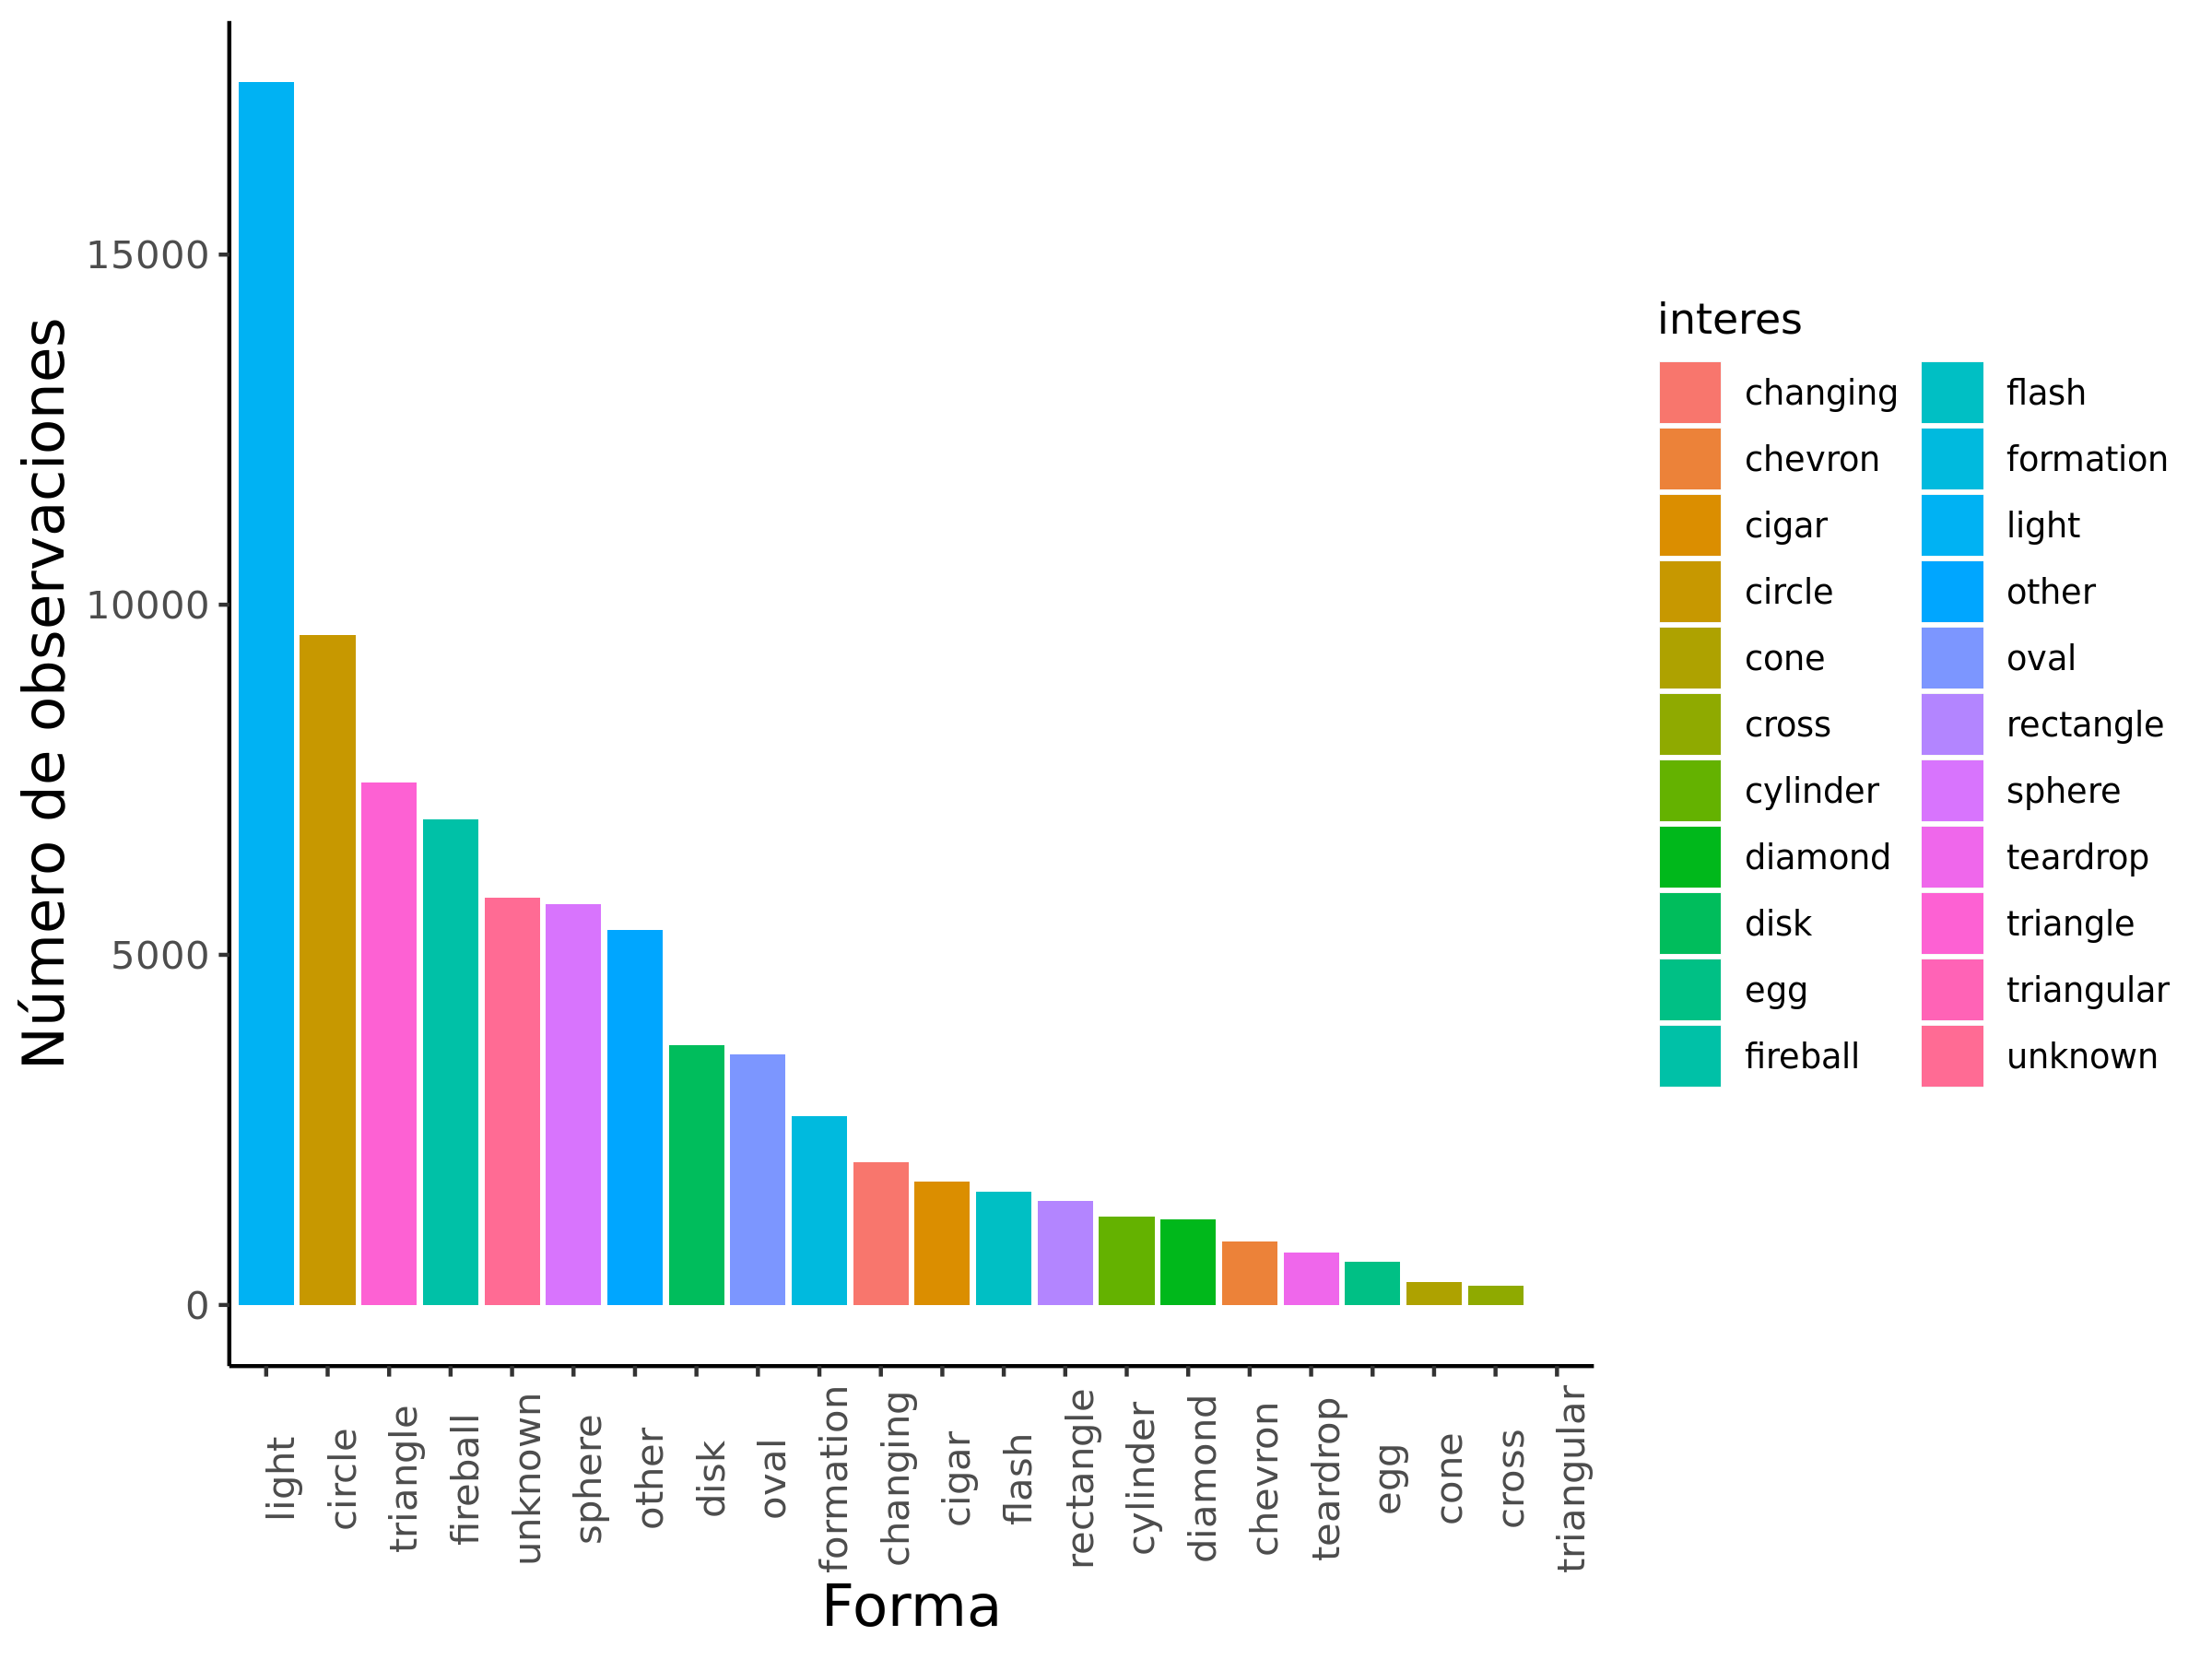 Número de observaciones
15000
10000
5000
0
light
circle
triangle
fireball
unknown
sphere
other
disk
oval
formation
changing
cigar
flash
rectangle
cylinder
diamond
chevron
teardrop
egg
cone
cross
triangular
Forma
interes
changing
chevron
cigar
circle
cone
cross
cylinder
diamond
disk
egg
fireball
flash
formation
light
other
oval
rectangle
sphere
teardrop
triangle
triangular
unknown